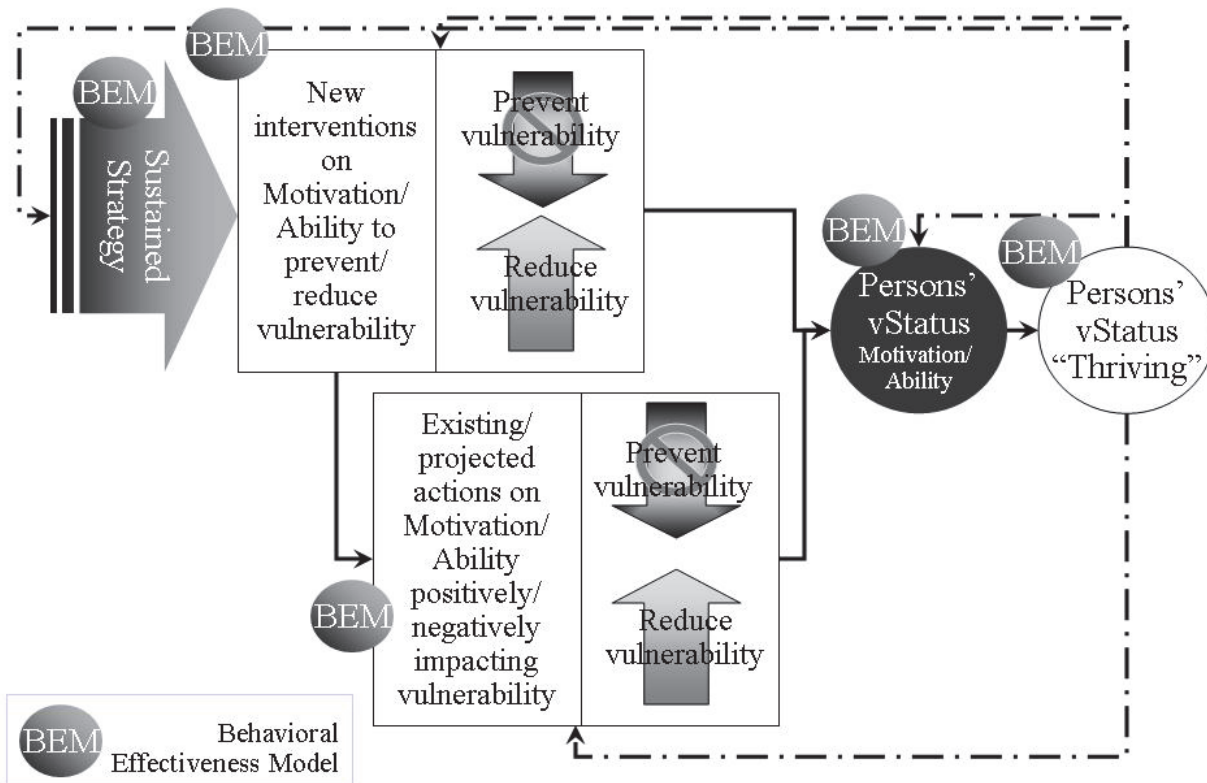 BEM
BEM
Sustained
Strategy
New
interventions
on
Motivation/
Ability to
prevent/
reduce
vulnerability
Prevent
vulnerability
Reduce
vulnerability
BEM
Existing/
projected
actions on
Motivation/
Ability
positively/
negatively
impacting
vulnerability
Prevent
vulnerability
Reduce
vulnerability
BEM
Persons’
vStatus
Motivation/
Ability
BEM
Persons’
vStatus
“Thriving”
BEM
Behavioral
Effectiveness Model